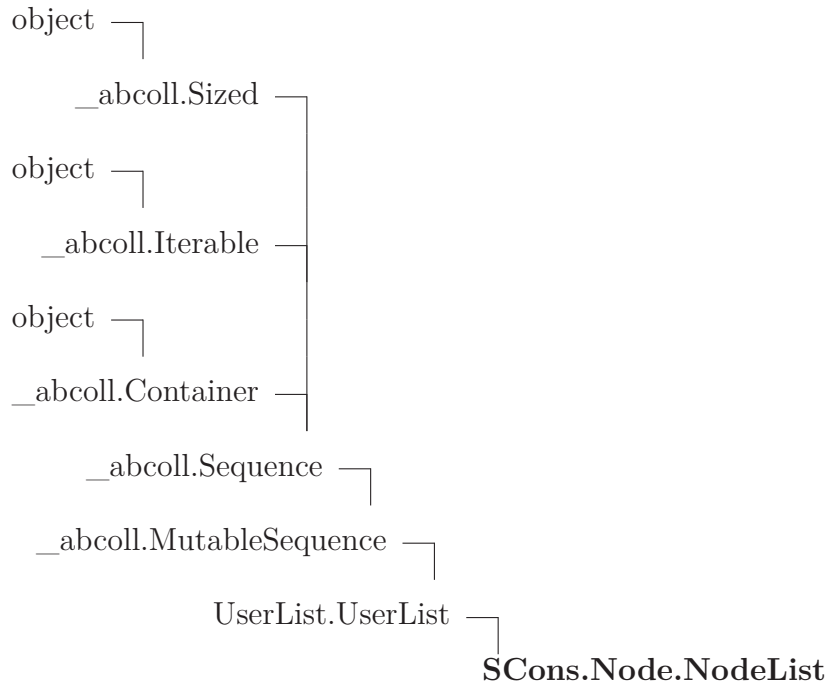 object
_abcoll.Sized
object
_abcoll.Iterable
object
_abcoll.Container
_abcoll.Sequence
_abcoll.MutableSequence
UserList.UserList
SCons.Node.NodeList